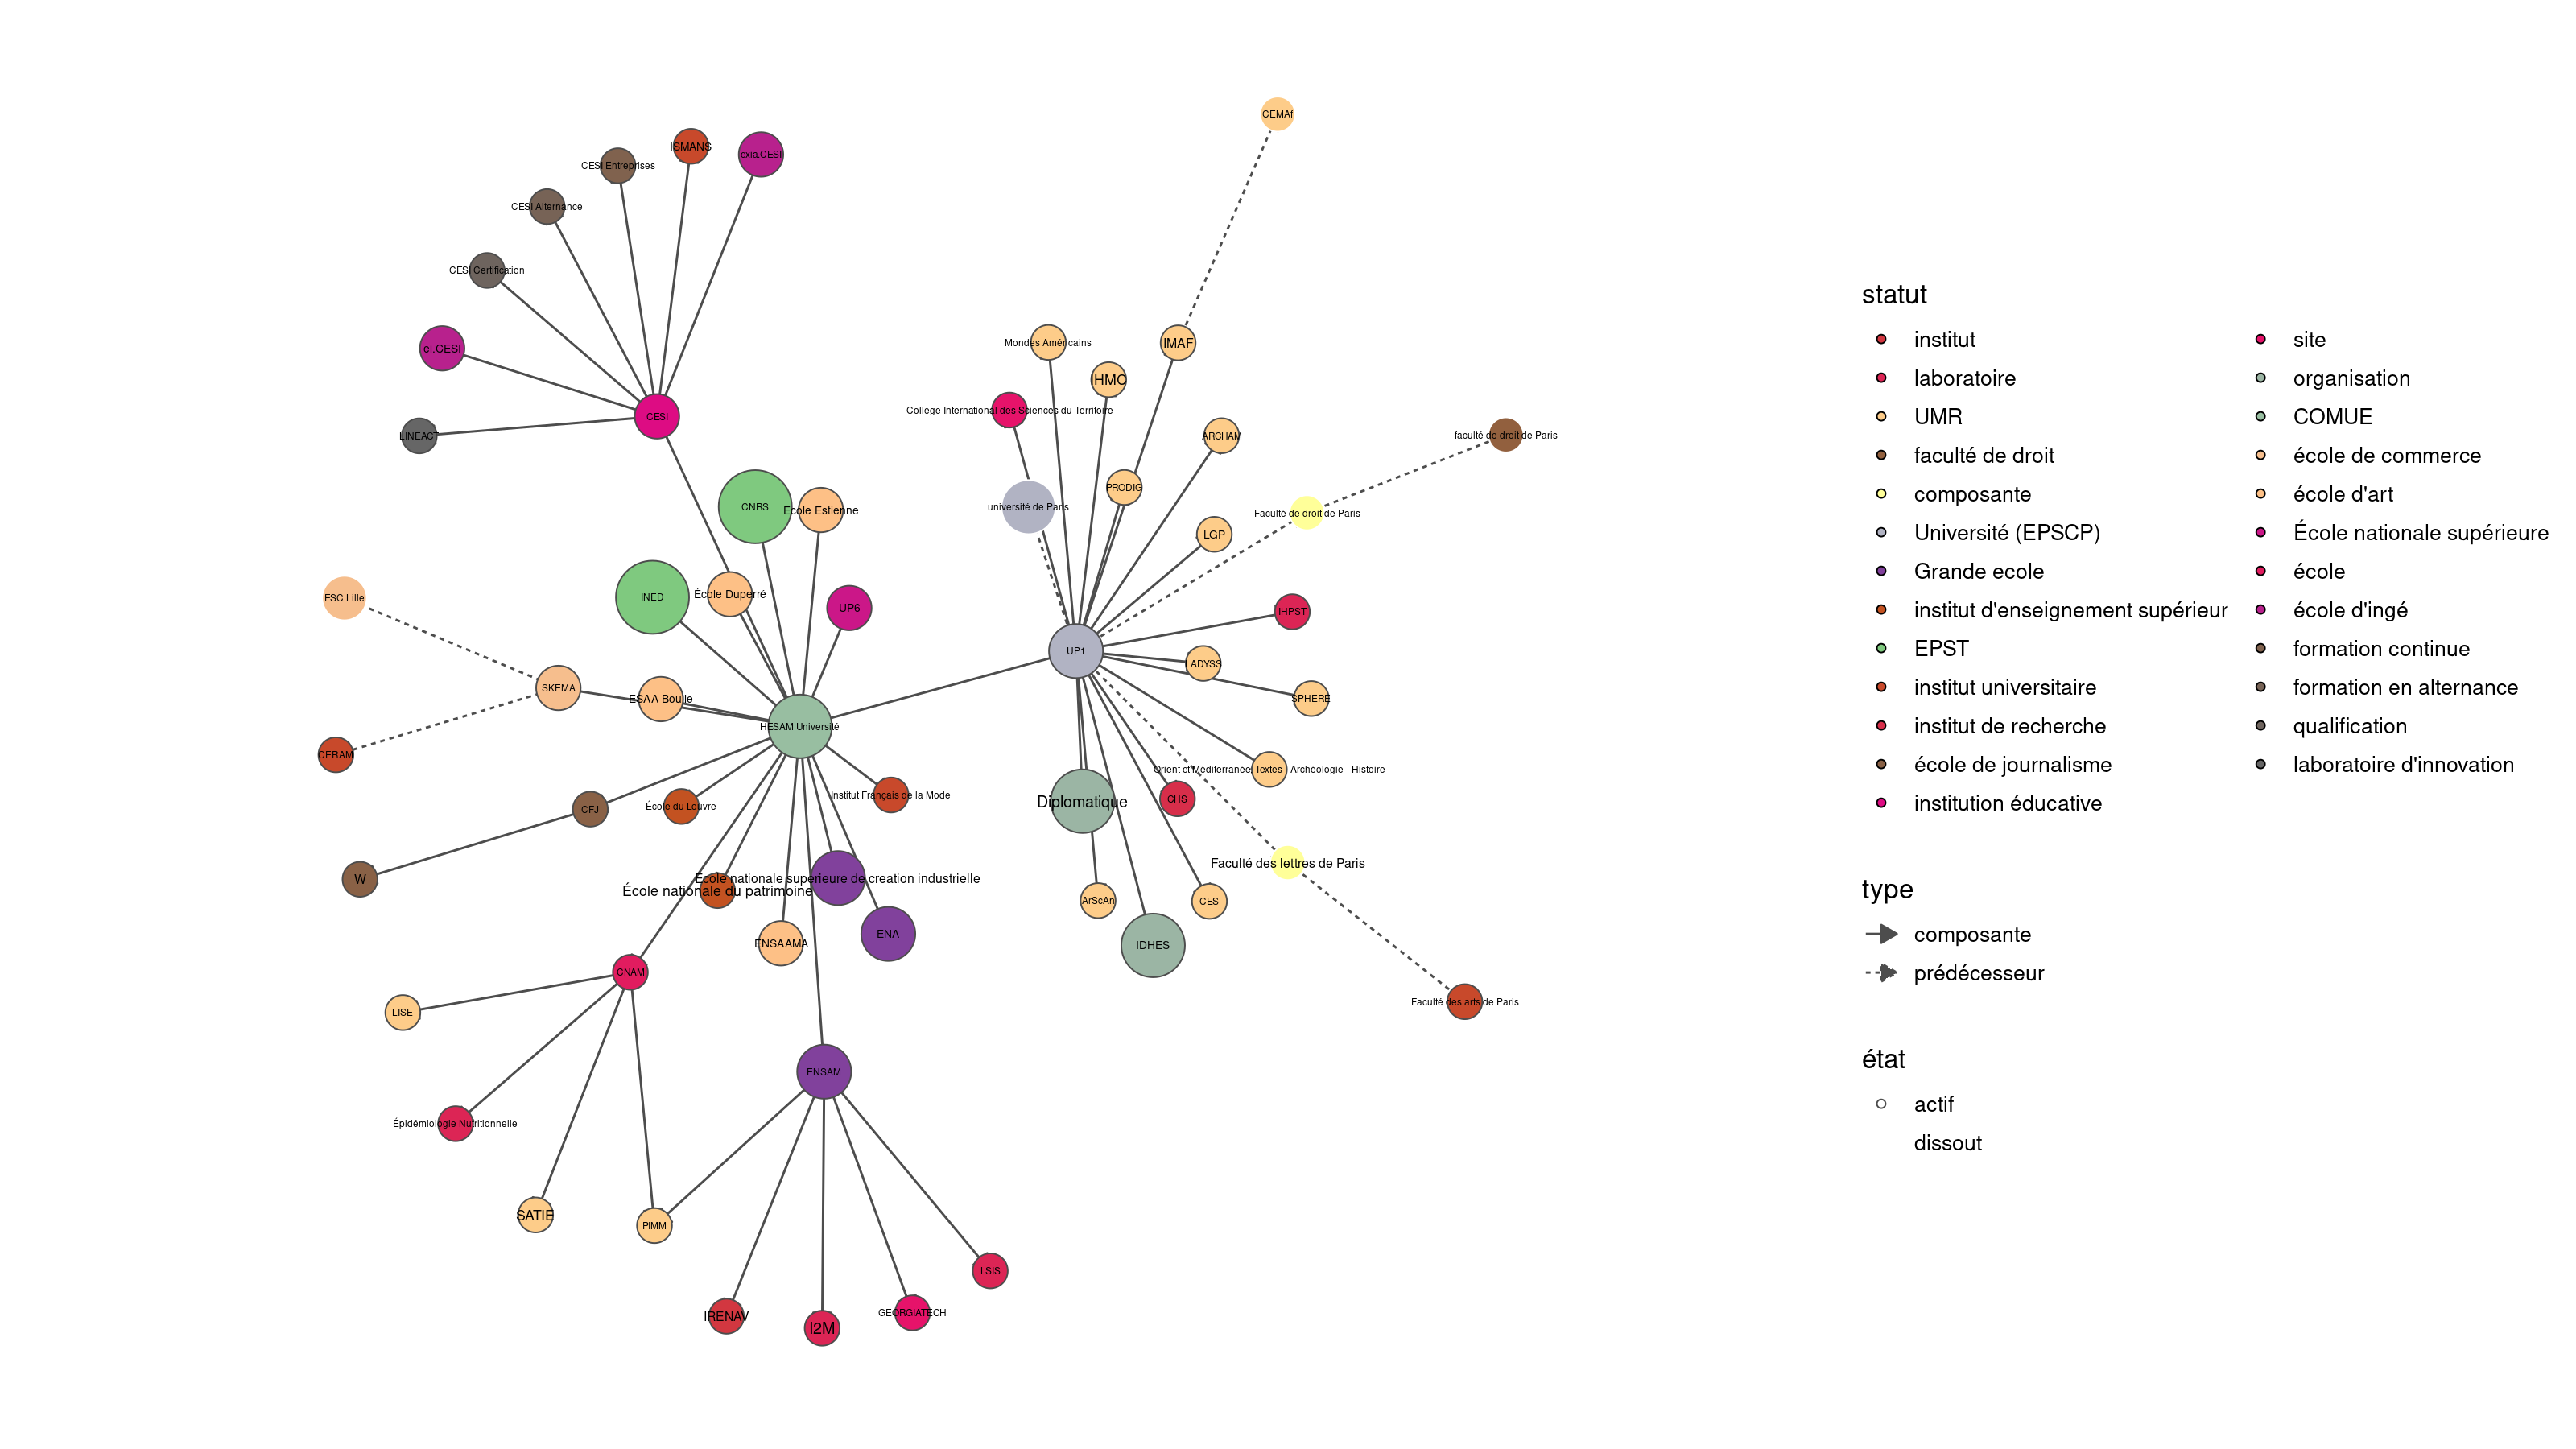 CEMAf
ISMANS
exia.CESI
CESI Entreprises
CESI Alternance
CESI Certification
ei.CESI
Mondes Américains
IMAF
IHMC
Collège International des Sciences du Territoire
CESI
LINEACT
ARCHAM
faculté de droit de Paris
PRODIG
CNRS
École Estienne
université de Paris
Faculté de droit de Paris
LGP
ESC Lille
INED
École Duperré
UP6
IHPST
UP1
LADYSS
SKEMA
ESAA Boulle
SPHERE
HESAM Université
CERAM
Orient et Méditerranée, Textes - Archéologie - Histoire
CFJ
École du Louvre
Institut Français de la Mode
Diplomatique
CHS
Faculté des lettres de Paris
W
École nationale supérieure de creation industrielle
École nationale du patrimoine
ArScAn
CES
ENSAAMA
ENA
IDHES
CNAM
Faculté des arts de Paris
LISE
ENSAM
Épidémiologie Nutritionnelle
SATIE
PIMM
LSIS
IRENAV
I2M
GEORGIATECH
statut
institut
laboratoire
UMR
faculté de droit
composante
Université (EPSCP)
Grande ecole
institut d'enseignement supérieur
EPST
institut universitaire
institut de recherche
école de journalisme
institution éducative
site
organisation
COMUE
école de commerce
école d'art
École nationale supérieure
école
école d'ingé
formation continue
formation en alternance
qualification
laboratoire d'innovation
type
composante
prédécesseur
état
actif
dissout